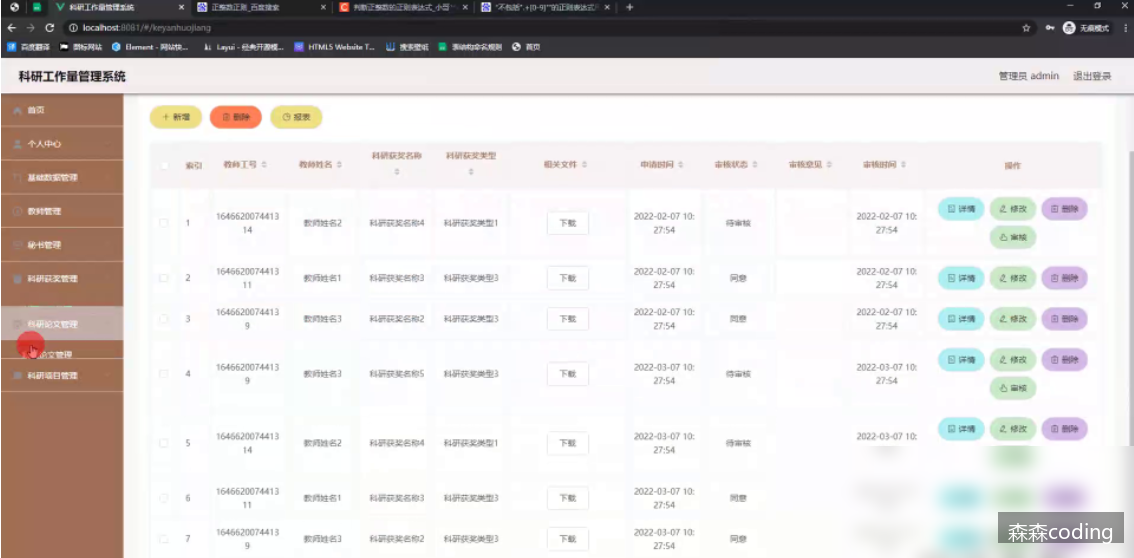 科研工作量管理系统
正整数正则_百度搜索
判断正整数的正则表达式_小
"不包括".+[0-9]""的正则表达式
localhost:8081/#/keyanhuojiang
无痕模式
百度翻译
图标网站
Element - 网站快...
Layui - 经典开源模...
HTML5 Website T...
搜索壁纸
首页
科研工作量管理系统
管理员 admin
退出登录
首页
个人中心
基础数据管理
教师管理
秘书管理
科研获奖管理
科研论文管理
论文管理
科研项目管理
+ 新增
删除
报表
索引 教师工号 教师姓名 科研获奖名称 科研获奖类型 相关文件 申请时间 审核状态 审核意见 审核时间 操作
1 1646620074413 教师姓名2 科研获奖名称4 科研获奖类型1 下载 2022-02-07 10: 待审核 2022-02-07 10: 详情 修改 删除
14 27:54 27:54 审核
2 1646620074413 教师姓名1 科研获奖名称3 科研获奖类型3 下载 2022-02-07 10: 同意 2022-02-07 10: 详情 修改 删除
11 27:54 27:54
3 1646620074413 教师姓名3 科研获奖名称2 科研获奖类型3 下载 2022-02-07 10: 同意 2022-02-07 10: 详情 修改 删除
9 27:54 27:54
4 1646620074413 教师姓名3 科研获奖名称5 科研获奖类型3 下载 2022-03-07 10: 待审核 2022-03-07 10: 详情 修改 删除
9 27:54 27:54 审核
5 1646620074413 教师姓名2 科研获奖名称4 科研获奖类型1 下载 2022-03-07 10: 待审核 2022-03-07 10: 详情 修改 删除
14 27:54
6 1646620074413 教师姓名1 科研获奖名称3 科研获奖类型3 下载 2022-03-07 10: 同意
11 27:54
7 1646620074413 教师姓名3 科研获奖名称2 科研获奖类型3 下载 2022-03-07 10: 同意
9 27:54
森森coding